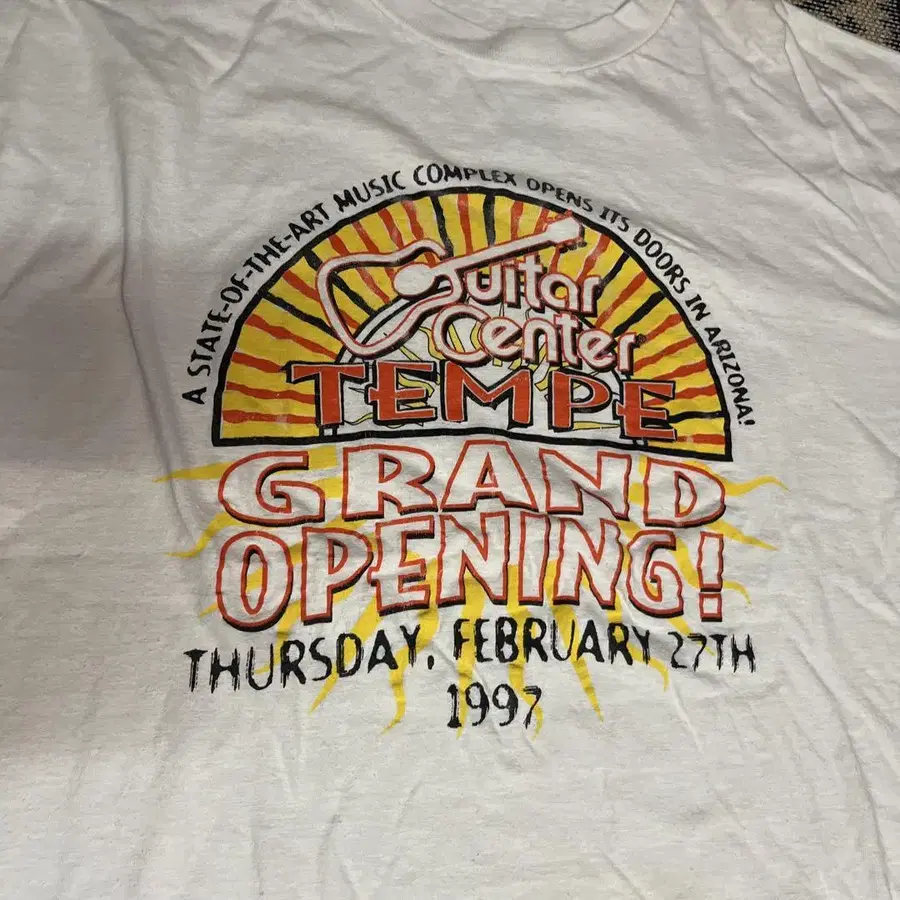 A STATE-OF-THE-ART MUSIC COMPLEX OPENS ITS DOORS IN ARIZONA!
Guitar
Center
TEMPE
GRAND
OPENING!
THURSDAY, FEBRUARY 27TH
1997